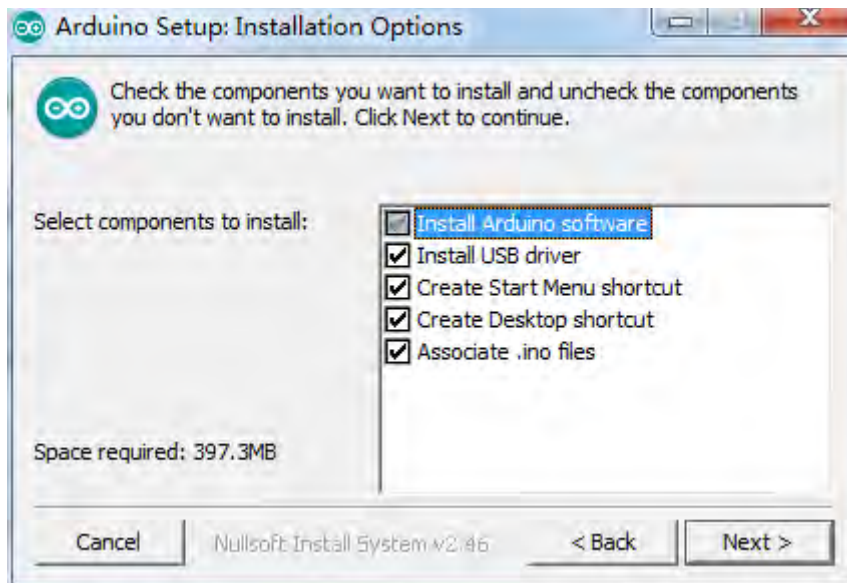 Arduino Setup: Installation Options
Check the components you want to install and uncheck the components
you don't want to install. Click Next to continue.
Select components to install:
Install Arduino software
Install USB driver
Create Start Menu shortcut
Create Desktop shortcut
Associate .ino files
Space required: 397.3MB
Cancel
Nullsoft Install System v2.46
< Back
Next >